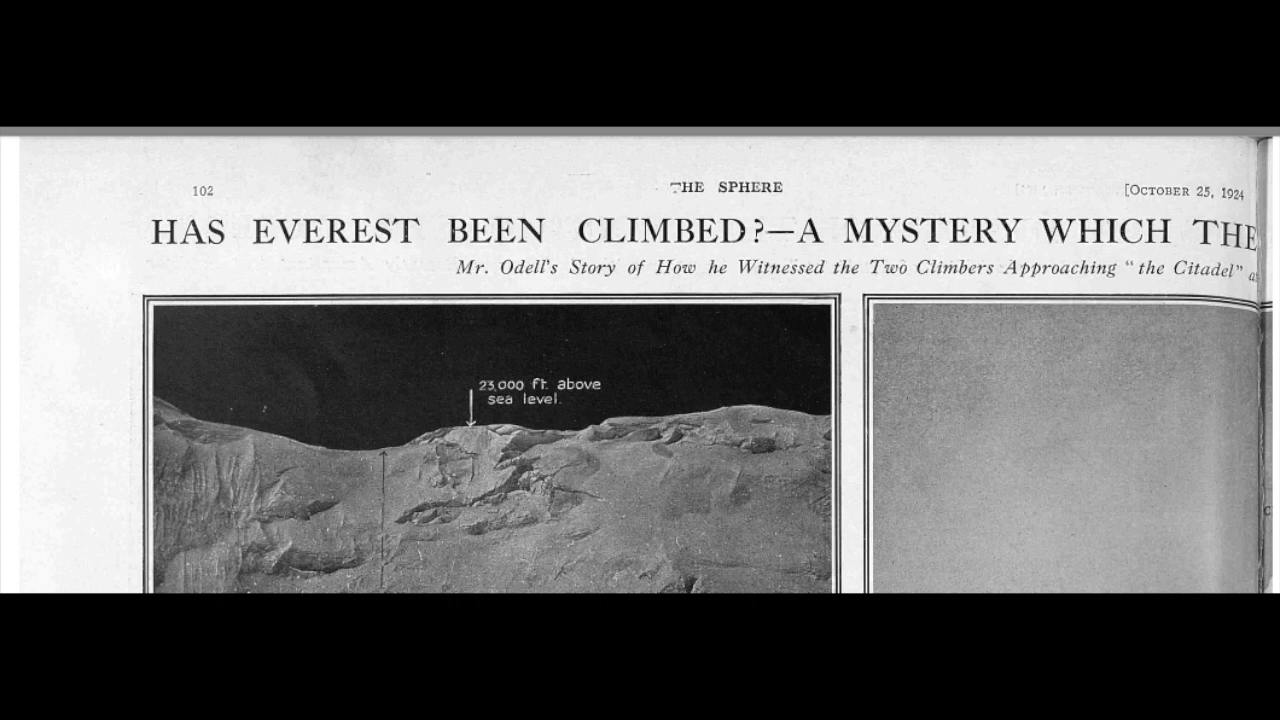 102
THE SPHERE
[OCTOBER 25, 1924
HAS EVEREST BEEN CLIMBED?—A MYSTERY WHICH THE
Mr. Odell's Story of How he Witnessed the Two Climbers Approaching "the Citadel"
23,000 ft. above
sea level.